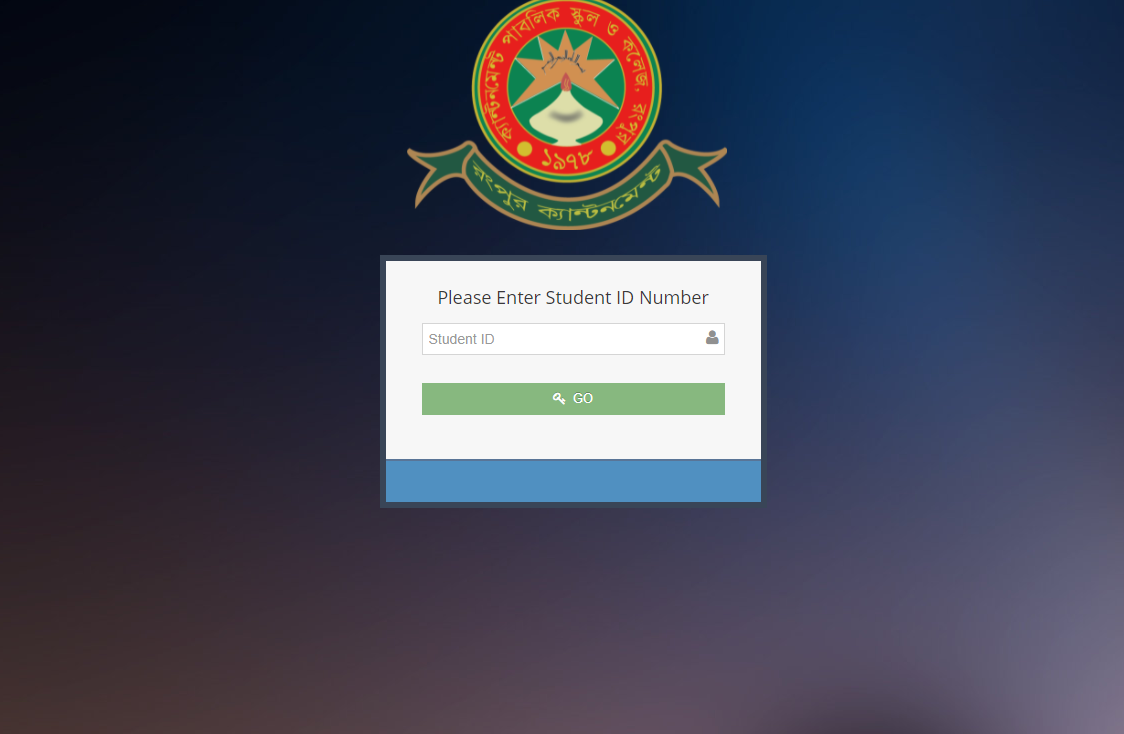 ক্যান্টনমেন্ট পাবলিক স্কুল ও কলেজ, রংপুর
১৯৭৮
রংপুর ক্যান্টনমেন্ট
Please Enter Student ID Number
Student ID
GO